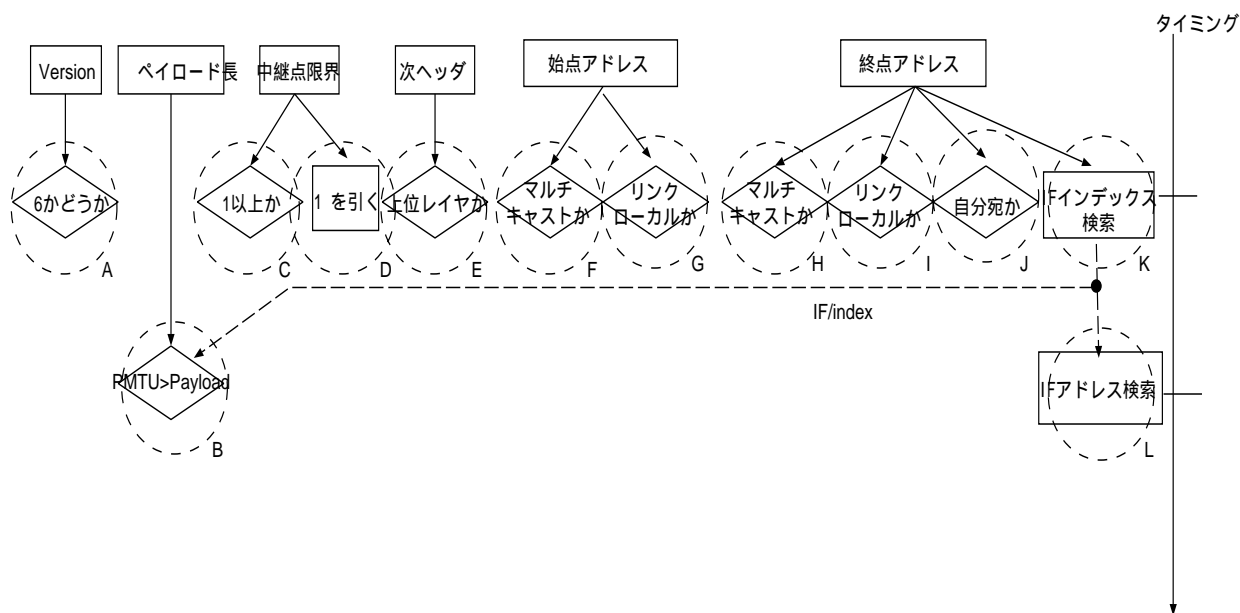 タイミング
Version
ペイロード長
中継点限界
次ヘッダ
始点アドレス
終点アドレス
6かどうか
1以上か
1 を引く
上位レイヤか
マルチ
キャストか
リンク
ローカルか
マルチ
キャストか
リンク
ローカルか
自分宛か
IFインデックス
検索
A
C
D
E
F
G
H
I
J
K
IF/index
PMTU>Payload
IFアドレス検索
B
L